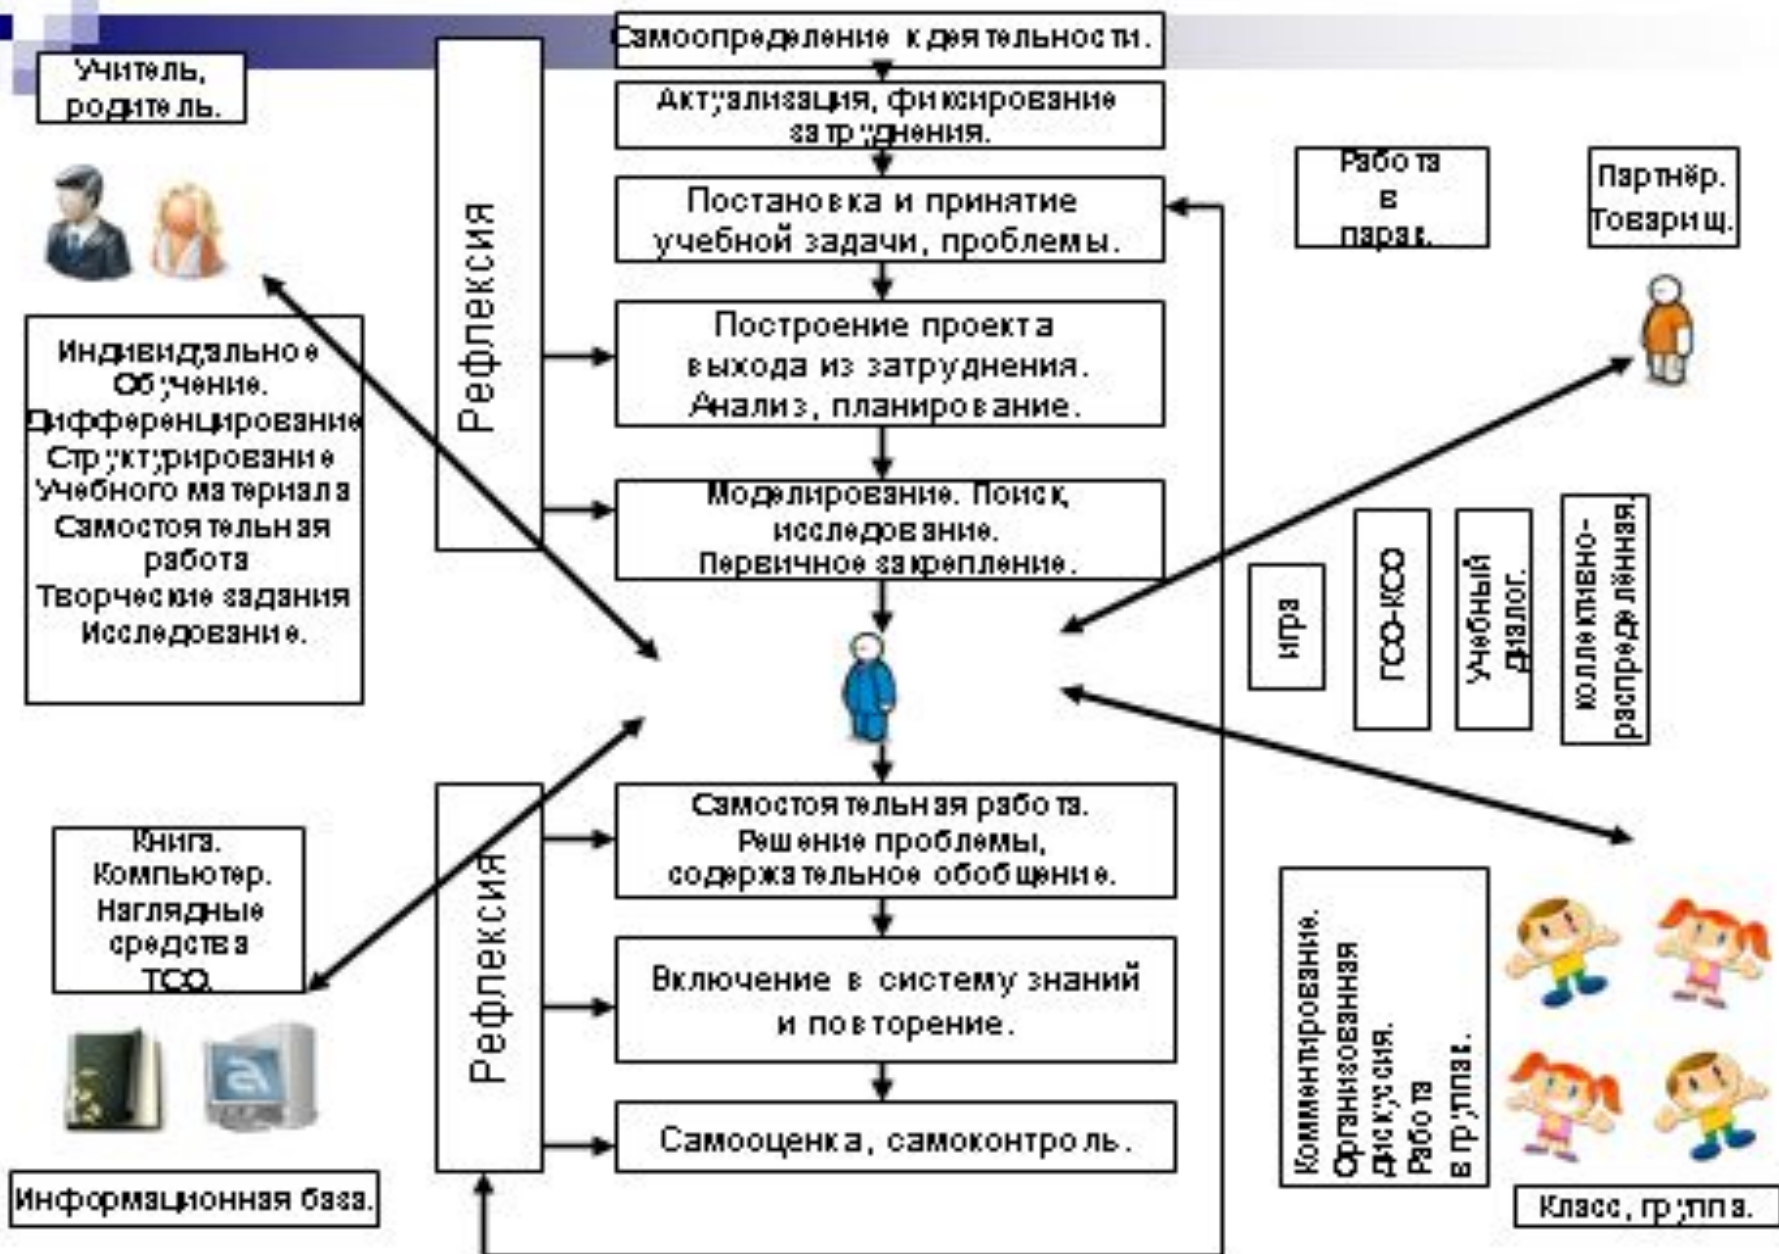 Самоопределение к деятельности.
Учитель,
родитель.
Актуализация, фиксирование
затруднения.
Работа
в
парах.
Партнёр.
Товарищ.
Постановка и принятие
учебной задачи, проблемы.
Рефлексия
Построение проекта
выхода из затруднения.
Анализ, планирование.
Индивидуальное
Обучение.
Дифференцирование
Структурирование
Учебного материала
Самостоятельная
работа
Творческие задания
Исследование.
Моделирование. Поиск,
исследование.
Первичное закрепление.
игра
ГСО-КСО
Учебный
диалог.
коллективно-
распределённая.
Самостоятельная работа.
Решение проблемы,
содержательное обобщение.
Книга.
Компьютер.
Наглядные
средства
ТСО.
Рефлексия
Включение в систему знаний
и повторение.
Комментирование.
Организованная
дискуссия.
Работа
в группах.
Самооценка, самоконтроль.
Информационная база.
Класс, группа.